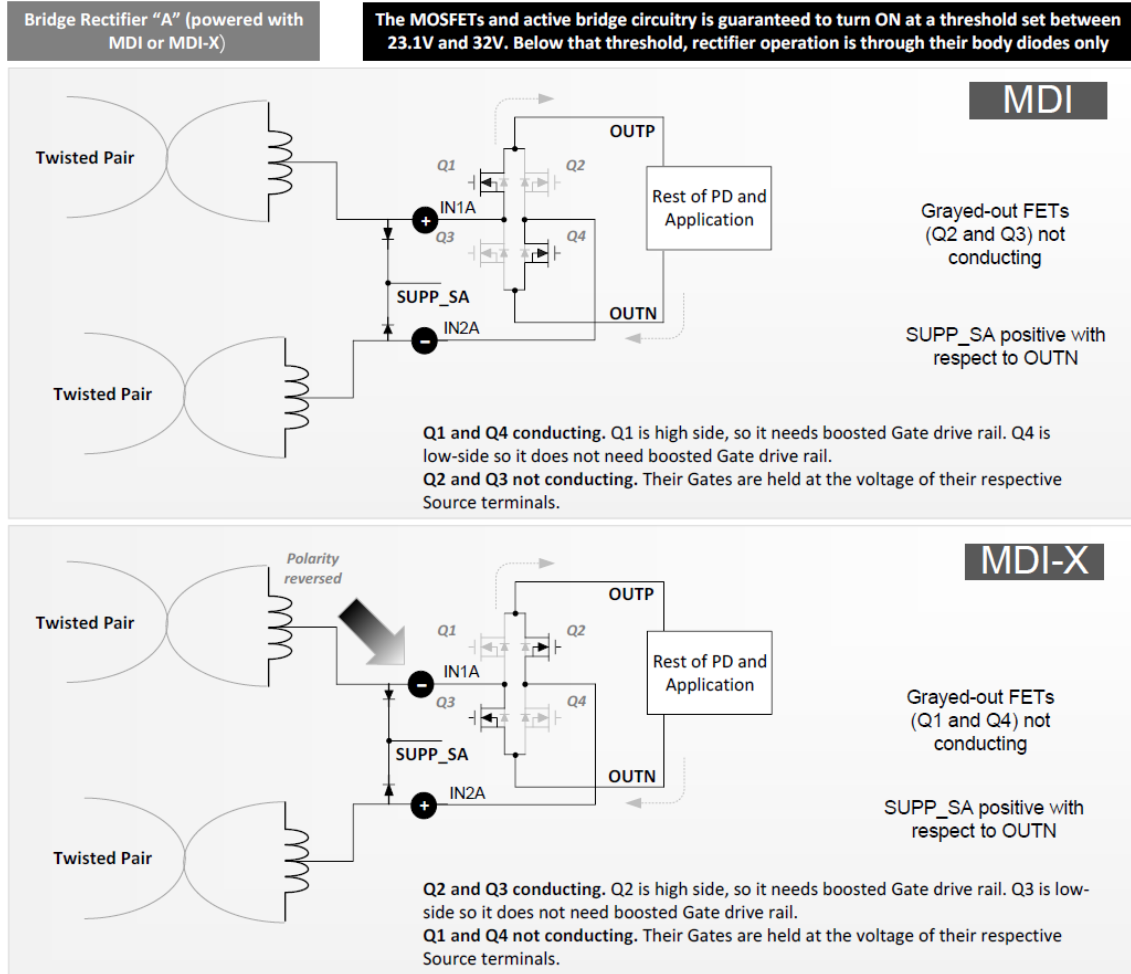 Bridge Rectifier “A” (powered with
MDI or MDI-X)
The MOSFETs and active bridge circuitry is guaranteed to turn ON at a threshold set between
23.1V and 32V. Below that threshold, rectifier operation is through their body diodes only
MDI
Twisted Pair
OUTP
Q1
Q2
Rest of PD and
Application
+
IN1A
Q3
Q4
Grayed-out FETs
(Q2 and Q3) not
conducting
SUPP_SA
OUTN
IN2A
-
SUPP_SA positive with
respect to OUTN
Twisted Pair
Q1 and Q4 conducting. Q1 is high side, so it needs boosted Gate drive rail. Q4 is
low-side so it does not need boosted Gate drive rail.
Q2 and Q3 not conducting. Their Gates are held at the voltage of their respective
Source terminals.
MDI-X
Polarity
reversed
Twisted Pair
OUTP
Q1
Q2
Rest of PD and
Application
-
IN1A
Q3
Q4
Grayed-out FETs
(Q1 and Q4) not
conducting
SUPP_SA
OUTN
IN2A
+
SUPP_SA positive with
respect to OUTN
Twisted Pair
Q2 and Q3 conducting. Q2 is high side, so it needs boosted Gate drive rail. Q3 is low-
side so it does not need boosted Gate drive rail.
Q1 and Q4 not conducting. Their Gates are held at the voltage of their respective
Source terminals.